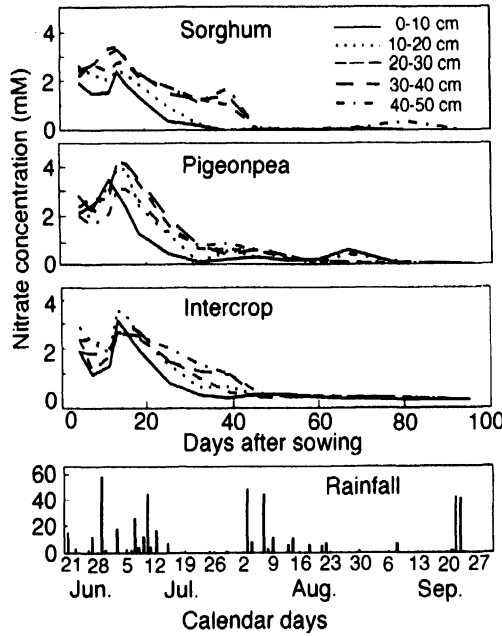 Sorghum
0-10 cm
10-20 cm
20-30 cm
30-40 cm
40-50 cm
4
2
0
Pigeonpea
4
2
0
Intercrop
4
2
0
Nitrate concentration (mM)
0 20 40 60 80 100
Days after sowing
Rainfall
60
40
20
0
21 28 5 12 19 26 2 9 16 23 30 6 13 20 27
Jun. Jul. Aug. Sep.
Calendar days